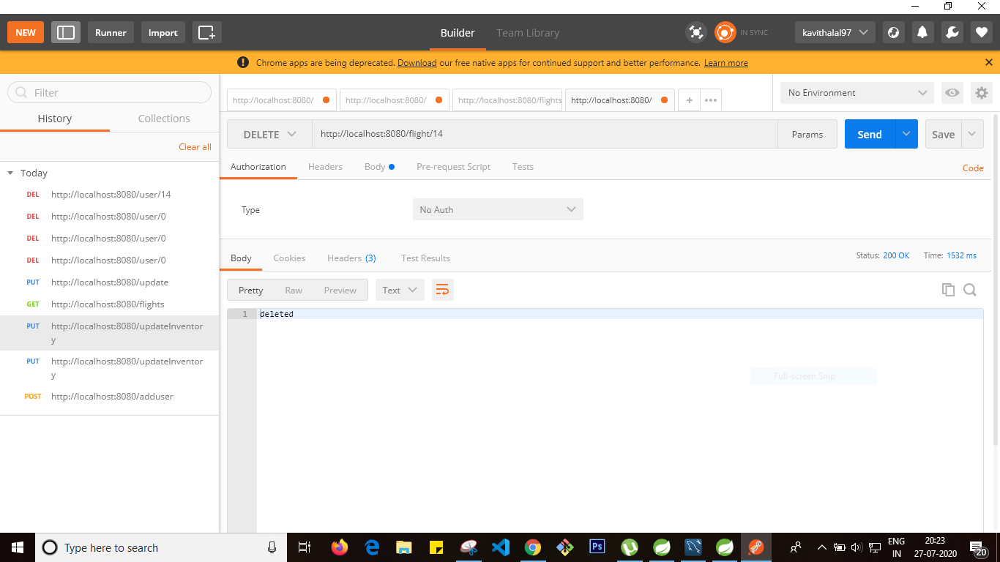 NEW
Runner
Import
Builder
Team Library
IN SYNC
kavithalal97
! Chrome apps are being deprecated. Download our free native apps for continued support and better performance. Learn more
Filter
History
Collections
Clear all
Today
DEL http://localhost:8080/user/14
DEL http://localhost:8080/user/0
DEL http://localhost:8080/user/0
DEL http://localhost:8080/user/0
PUT http://localhost:8080/update
GET http://localhost:8080/flights
PUT http://localhost:8080/updateInventor
y
PUT http://localhost:8080/updateInventor
y
POST http://localhost:8080/adduser
http://localhost:8080/
http://localhost:8080/
http://localhost:8080/flights
http://localhost:8080/
+
•••
No Environment
DELETE
http://localhost:8080/flight/14
Params
Send
Save
Authorization
Headers
Body
Pre-request Script
Tests
Code
Type
No Auth
Body
Cookies
Headers (3)
Test Results
Status: 200 OK
Time: 1532 ms
Pretty
Raw
Preview
Text
1 deleted
Full-screen Snip
Type here to search
Ps
ENG
IN
20:23
27-07-2020
20